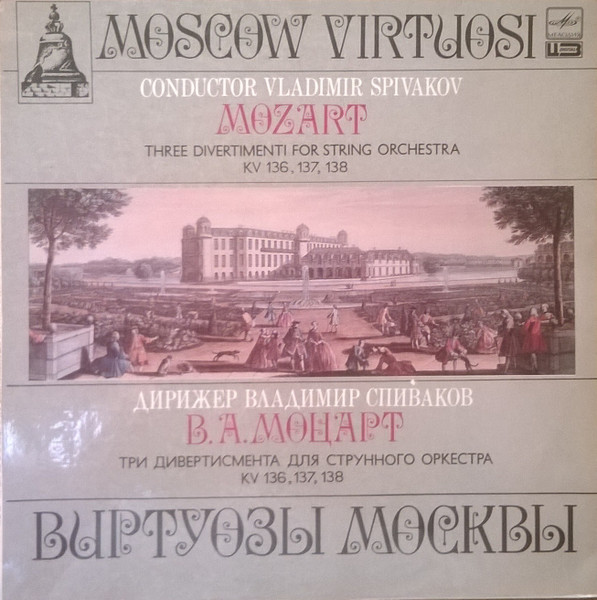 MOSCOW VIRTUOSI
МЕЛОДИЯ
CONDUCTOR VLADIMIR SPIVAKOV
MOZART
THREE DIVERTIMENTI FOR STRING ORCHESTRA
KV 136, 137, 138
ДИРИЖЕР ВЛАДИМИР СПИВАКОВ
В. А. МОЦАРТ
ТРИ ДИВЕРТИСМЕНТА ДЛЯ СТРУННОГО ОРКЕСТРА
KV 136, 137, 138
ВИРТУОЗЫ МОСКВЫ